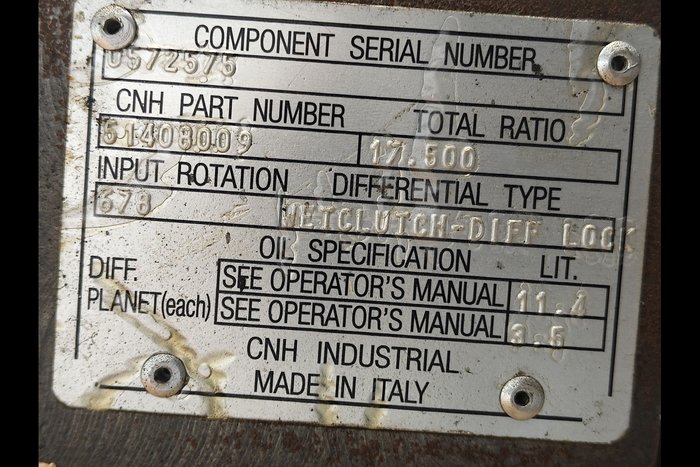 COMPONENT SERIAL NUMBER
0572575
CNH PART NUMBER TOTAL RATIO
51408009 17.500
INPUT ROTATION DIFFERENTIAL TYPE
678 WETCLUTCH-DIFF LOCK
OIL SPECIFICATION LIT.
DIFF. SEE OPERATOR'S MANUAL 11.4
PLANET(each) SEE OPERATOR'S MANUAL 3.5
CNH INDUSTRIAL
MADE IN ITALY